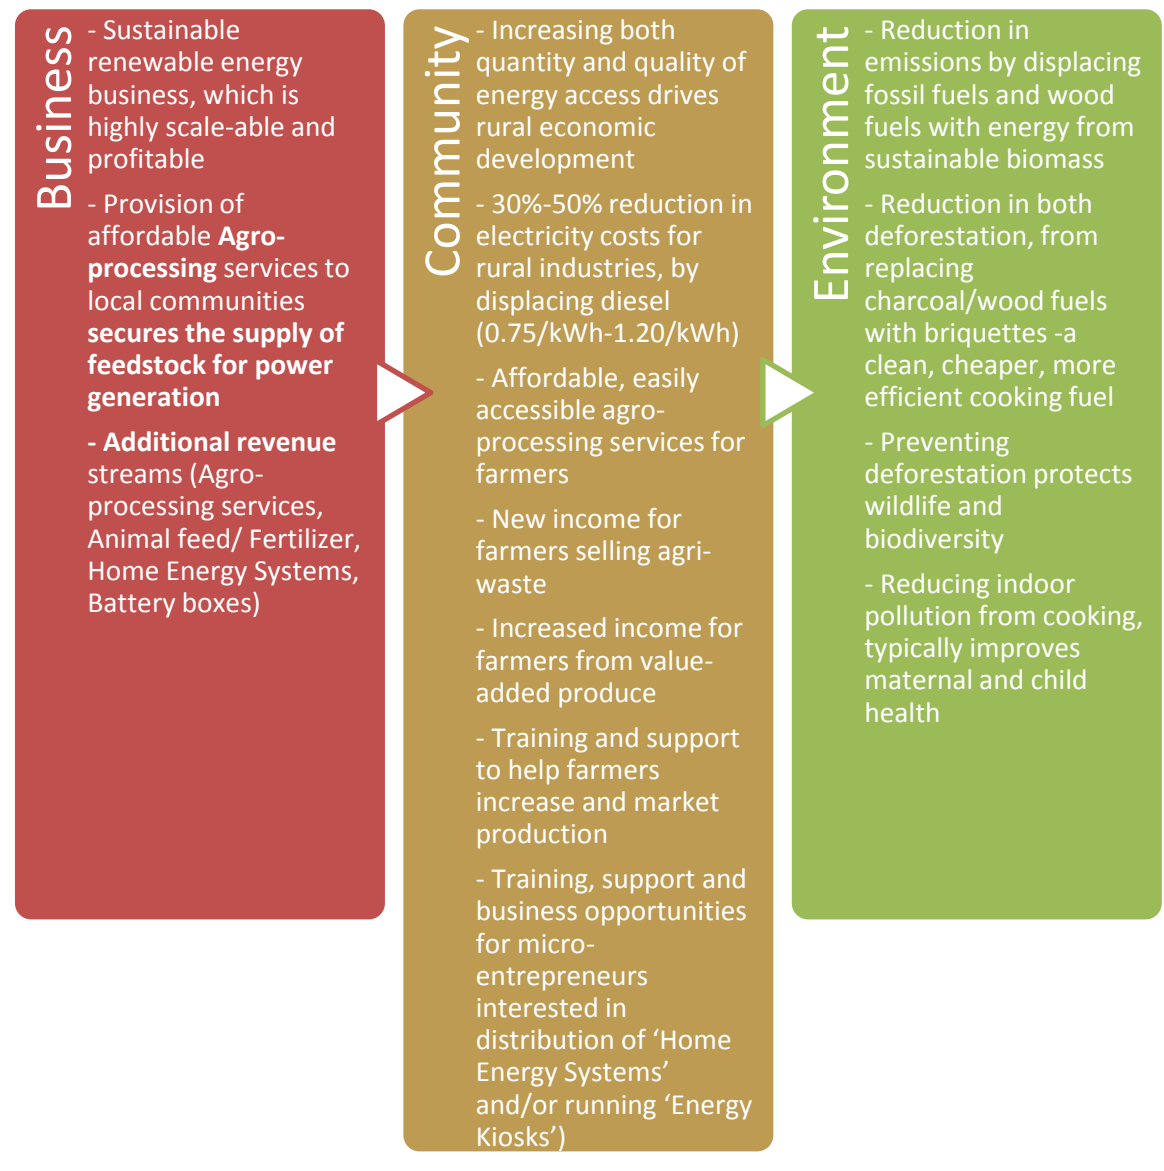 Business
- Sustainable
renewable energy
business, which is
highly scale-able and
profitable
- Provision of
affordable Agro-
processing services to
local communities
secures the supply of
feedstock for power
generation
- Additional revenue
streams (Agro-
processing services,
Animal feed/ Fertilizer,
Home Energy Systems,
Battery boxes)
Community
- Increasing both
quantity and quality of
energy access drives
rural economic
development
- 30%-50% reduction in
electricity costs for
rural industries, by
displacing diesel
(0.75/kWh-1.20/kWh)
- Affordable, easily
accessible agro-
processing services for
farmers
- New income for
farmers selling agri-
waste
- Increased income for
farmers from value-
added produce
- Training and support
to help farmers
increase and market
production
- Training, support and
business opportunities
for micro-
entrepreneurs
interested in
distribution of ‘Home
Energy Systems’
and/or running ‘Energy
Kiosks’)
Environment
- Reduction in
emissions by displacing
fossil fuels and wood
fuels with energy from
sustainable biomass
- Reduction in both
deforestation, from
replacing
charcoal/wood fuels
with briquettes -a
clean, cheaper, more
efficient cooking fuel
- Preventing
deforestation protects
wildlife and
biodiversity
- Reducing indoor
pollution from cooking,
typically improves
maternal and child
health